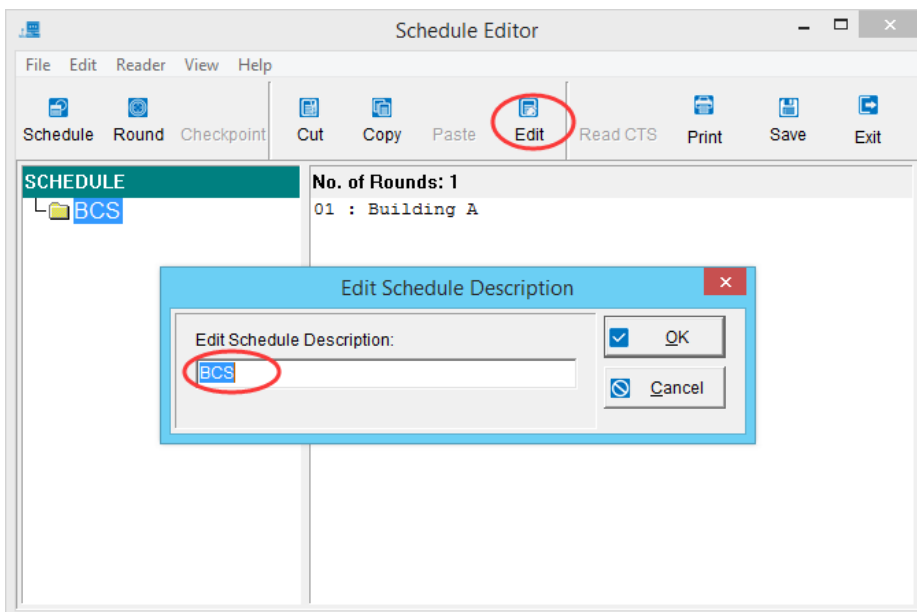 Schedule Editor
File Edit Reader View Help
Schedule Round Checkpoint Cut Copy Paste Edit Read CTS Print Save Exit
SCHEDULE
BCS
No. of Rounds: 1
01 : Building A
Edit Schedule Description
Edit Schedule Description:
BCS
OK
Cancel